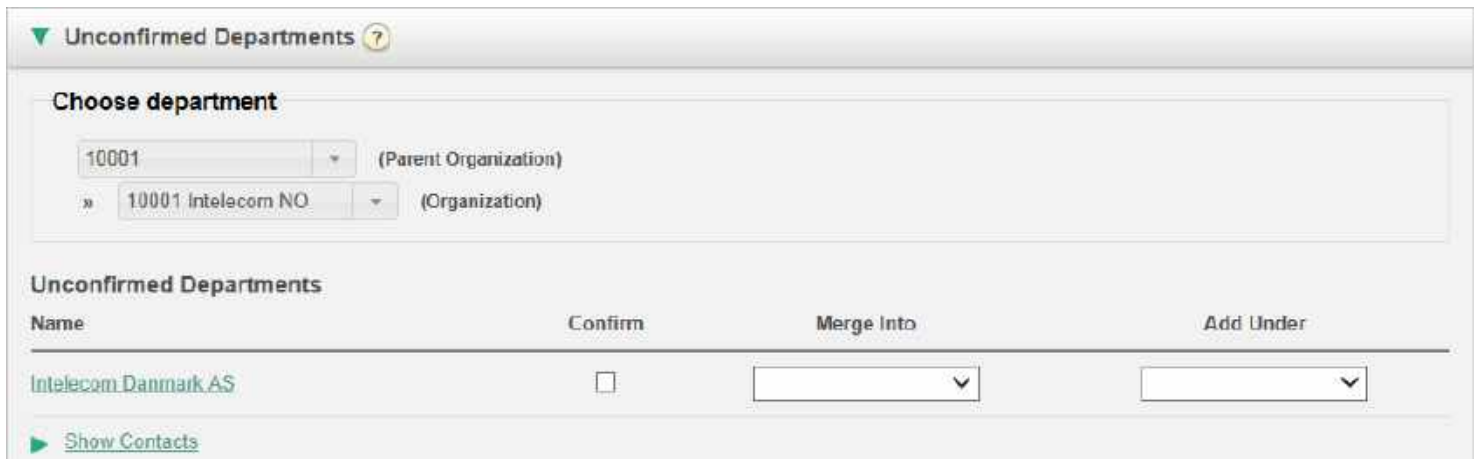 Unconfirmed Departments ?
Choose department
10001 (Parent Organization)
» 10001 Intelecom NO (Organization)
Unconfirmed Departments
Name Confirm Merge Into Add Under
Intelecom Danmark AS
Show Contacts